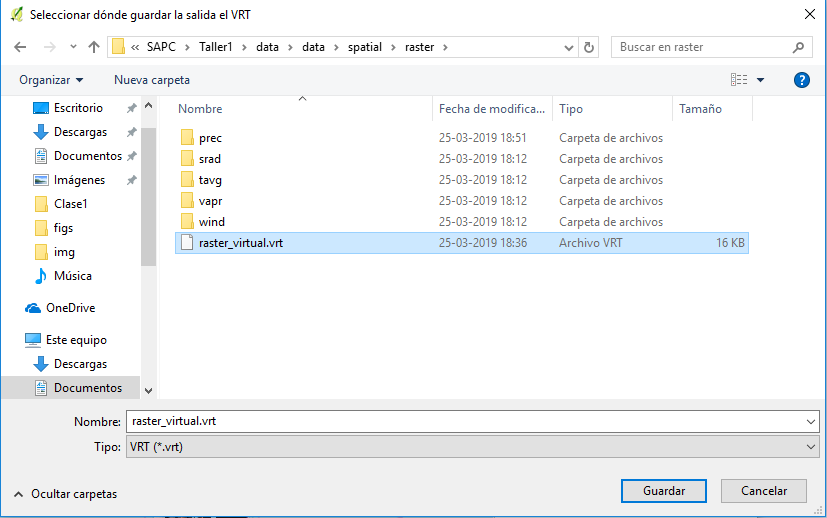 Seleccionar dónde guardar la salida el VRT
« SAPC > Taller1 > data > data > spatial > raster >
Buscar en raster
Organizar
Nueva carpeta
Nombre
Fecha de modifica...
Tipo
Tamaño
Escritorio
Descargas
Documentos
Imágenes
Clase1
figs
img
Música
OneDrive
Este equipo
Descargas
Documentos
prec 25-03-2019 18:51 Carpeta de archivos
srad 25-03-2019 18:12 Carpeta de archivos
tavg 25-03-2019 18:12 Carpeta de archivos
vapr 25-03-2019 18:12 Carpeta de archivos
wind 25-03-2019 18:12 Carpeta de archivos
raster_virtual.vrt 25-03-2019 18:36 Archivo VRT 16 KB
Nombre: raster_virtual.vrt
Tipo: VRT (*.vrt)
Ocultar carpetas
Guardar
Cancelar